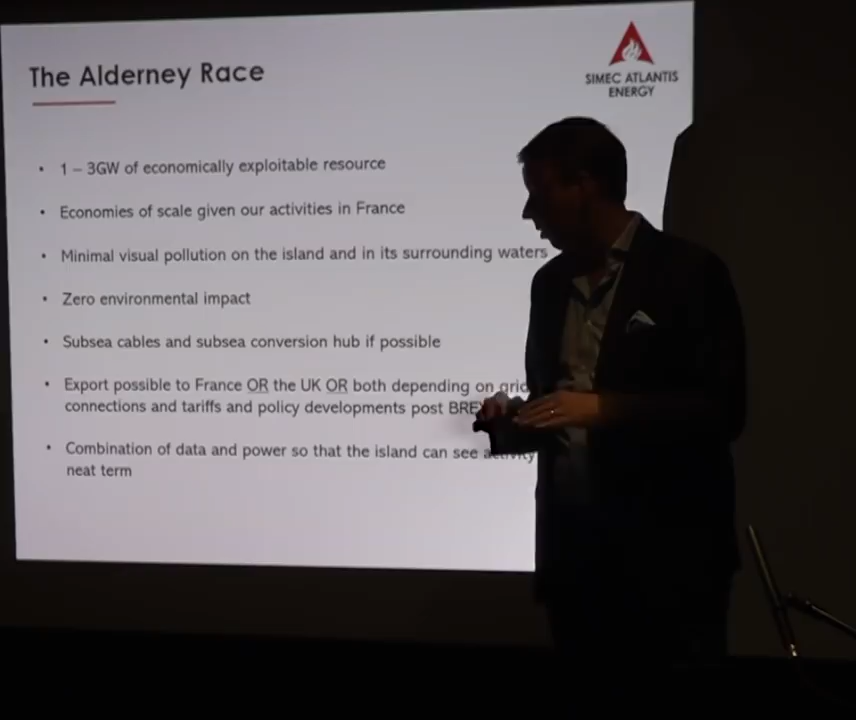 The Alderney Race
SIMEC ATLANTIS
ENERGY
• 1 – 3GW of economically exploitable resource
• Economies of scale given our activities in France
• Minimal visual pollution on the island and in its surrounding waters
• Zero environmental impact
• Subsea cables and subsea conversion hub if possible
• Export possible to France OR the UK OR both depending on grid
connections and tariffs and policy developments post
• Combination of data and power so that the island can see activity
neat term